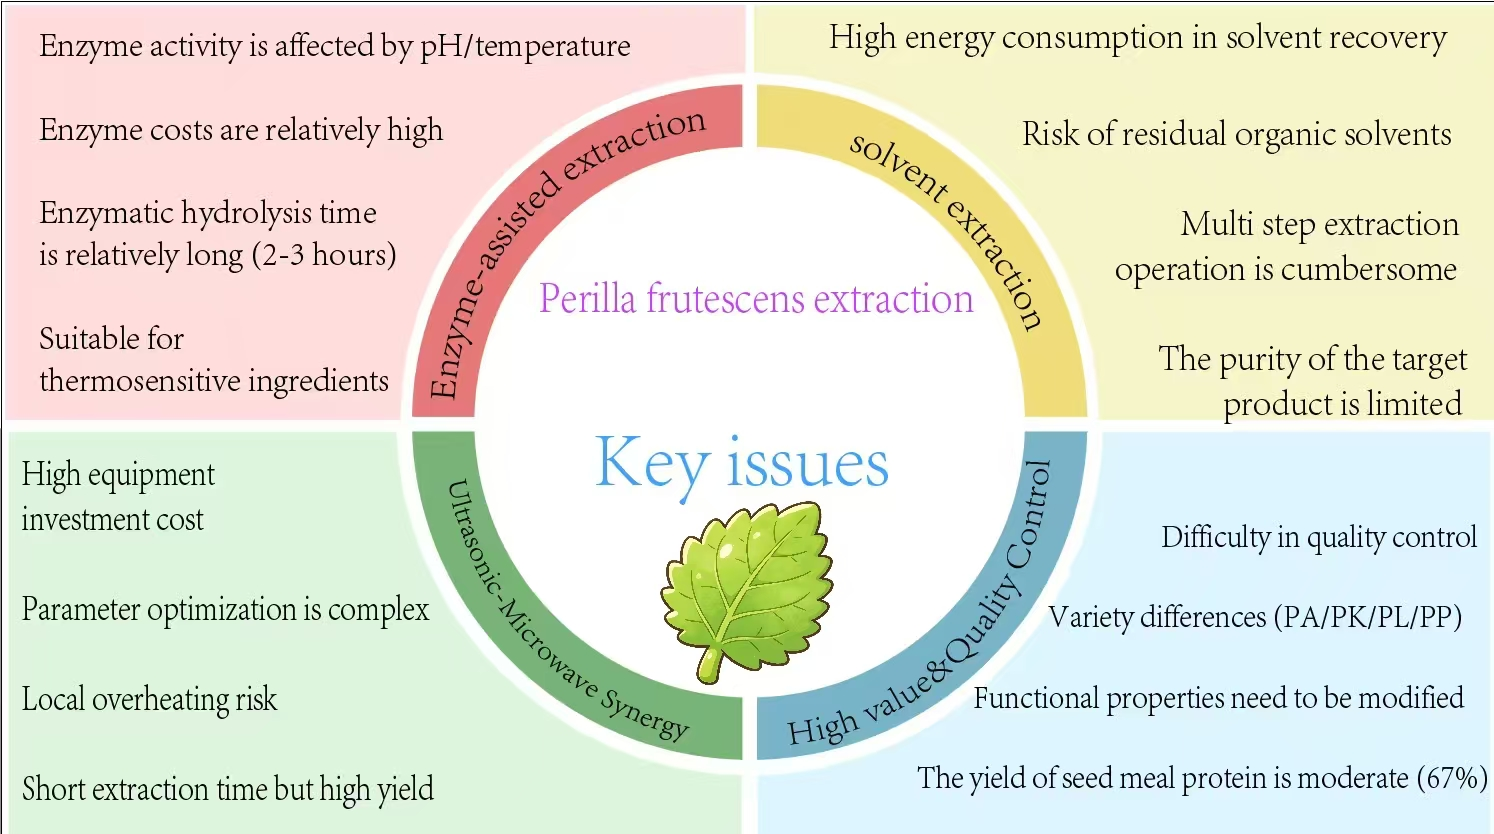 Enzyme activity is affected by pH/temperature
Enzyme costs are relatively high
Enzymatic hydrolysis time
is relatively long (2-3 hours)
Suitable for
thermosensitive ingredients
Enzyme-assisted extraction
High energy consumption in solvent recovery
Risk of residual organic solvents
Multi step extraction
operation is cumbersome
The purity of the target
product is limited
solvent extraction
Perilla frutescens extraction
Key issues
High equipment
investment cost
Parameter optimization is complex
Local overheating risk
Short extraction time but high yield
Ultrasonic-Microwave Synergy
High value&Quality Control
Difficulty in quality control
Variety differences (PA/PK/PL/PP)
Functional properties need to be modified
The yield of seed meal protein is moderate (67%)